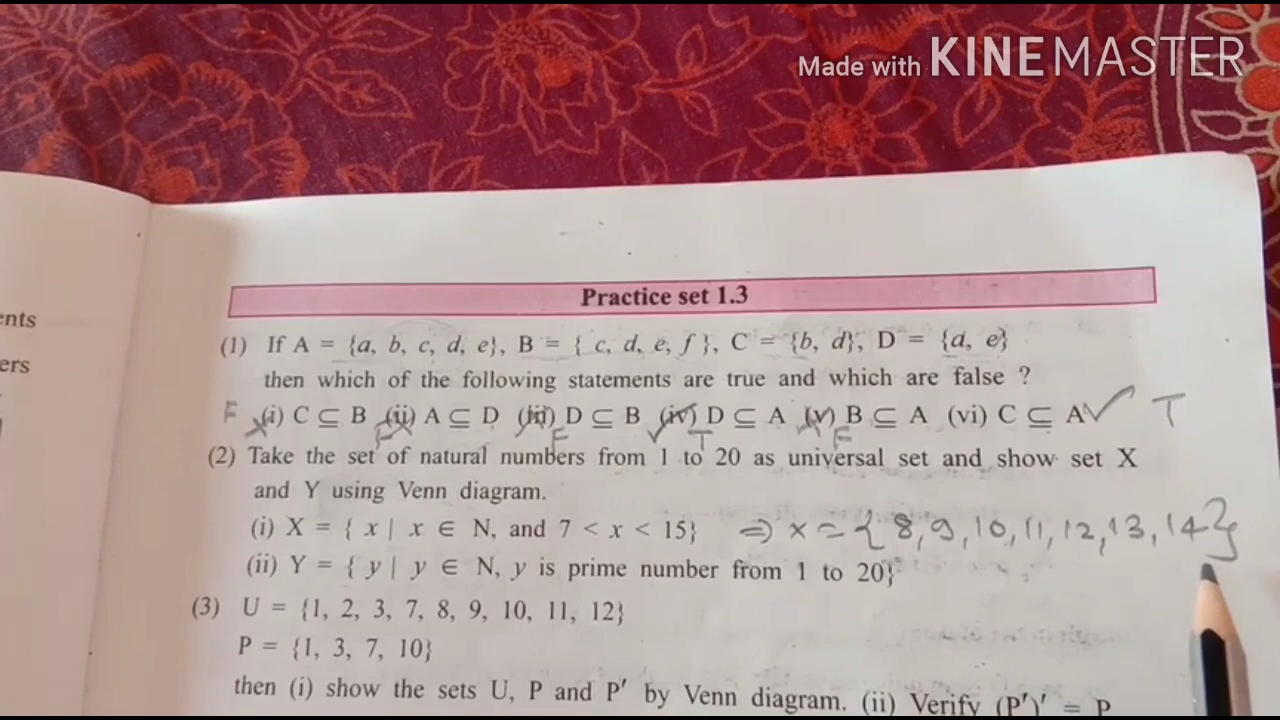 Made with KINEMASTER
ents
ers
Practice set 1.3
(1) If A = {a, b, c, d, e}, B = { c, d, e, f }, C = {b, d}, D = {d, e}
then which of the following statements are true and which are false ?
F (i) C ⊆ B (ii) A ⊆ D (iii) D ⊆ B (iv) D ⊆ A (v) B ⊆ A (vi) C ⊆ A ✓ T
F F ✓ T F
(2) Take the set of natural numbers from 1 to 20 as universal set and show set X
and Y using Venn diagram.
(i) X = { x | x ∈ N, and 7 < x < 15} ⇒ x = {8, 9, 10, 11, 12, 13, 14}
(ii) Y = { y | y ∈ N, y is prime number from 1 to 20}
(3) U = {1, 2, 3, 7, 8, 9, 10, 11, 12}
P = {1, 3, 7, 10}
then (i) show the sets U, P and P′ by Venn diagram. (ii) Verify (P′)′ = P